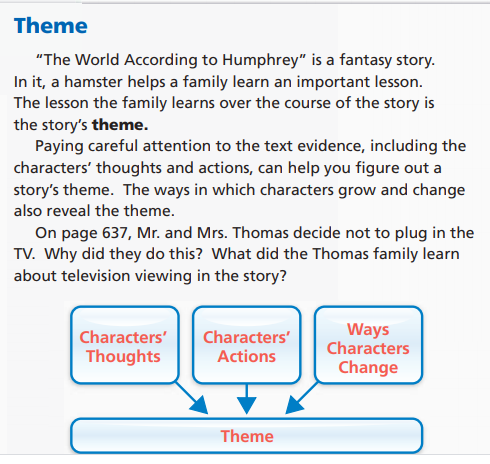 Theme
“The World According to Humphrey” is a fantasy story.
In it, a hamster helps a family learn an important lesson.
The lesson the family learns over the course of the story is
the story’s theme.
Paying careful attention to the text evidence, including the
characters’ thoughts and actions, can help you figure out a
story’s theme. The ways in which characters grow and change
also reveal the theme.
On page 637, Mr. and Mrs. Thomas decide not to plug in the
TV. Why did they do this? What did the Thomas family learn
about television viewing in the story?
Characters’
Thoughts
Characters’
Actions
Ways
Characters
Change
Theme